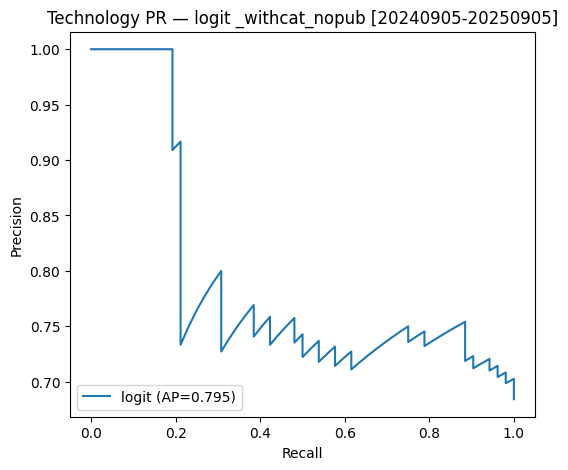 Technology PR — logit _withcat_nopub [20240905-20250905]
1.00
0.95
0.90
0.85
0.80
0.75
0.70
Precision
logit (AP=0.795)
0.0 0.2 0.4 0.6 0.8 1.0
Recall